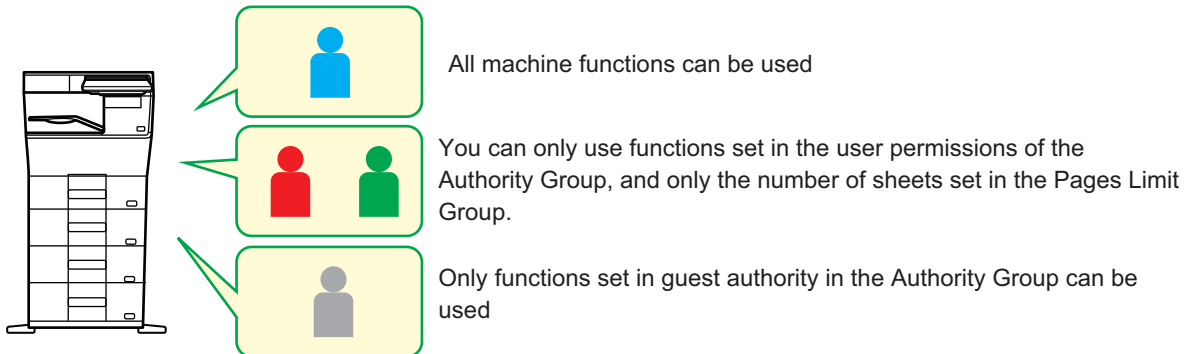 All machine functions can be used
You can only use functions set in the user permissions of the
Authority Group, and only the number of sheets set in the Pages Limit
Group.
Only functions set in guest authority in the Authority Group can be
used